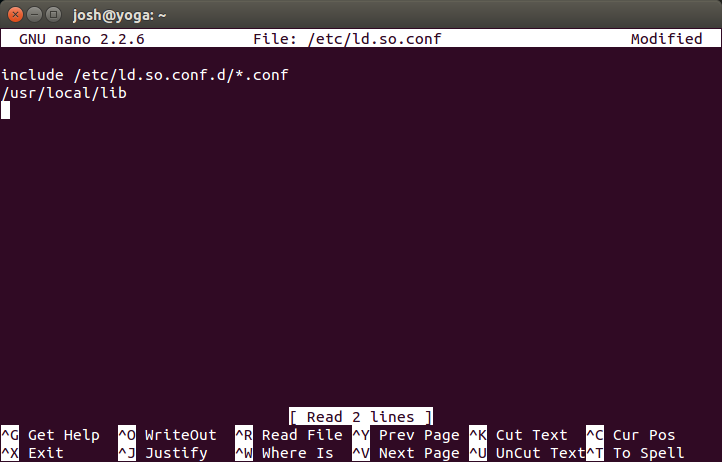 josh@yoga: ~
GNU nano 2.2.6 File: /etc/ld.so.conf Modified
include /etc/ld.so.conf.d/*.conf
/usr/local/lib
[ Read 2 lines ]
^G Get Help ^O WriteOut ^R Read File ^Y Prev Page ^K Cut Text ^C Cur Pos
^X Exit ^J Justify ^W Where Is ^V Next Page ^U UnCut Text ^T To Spell